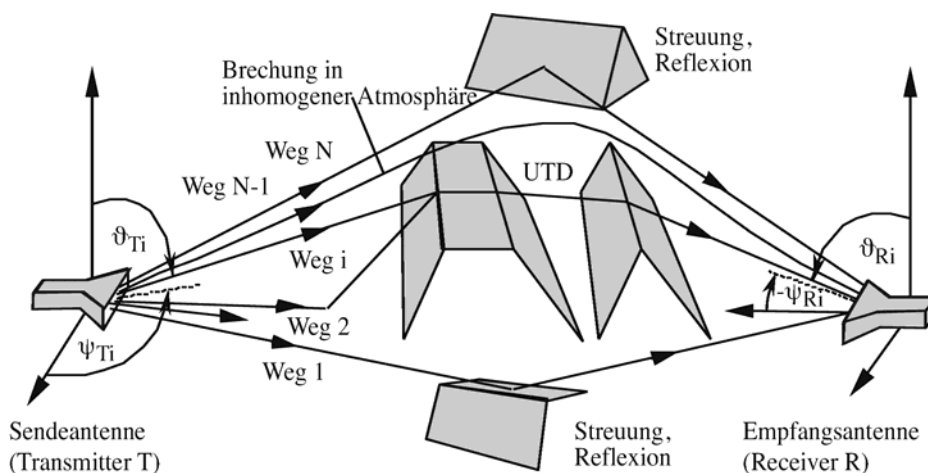 Streuung,
Reflexion
Brechung in
inhomogener Atmosphäre
Weg N
Weg N-1
UTD
ϑTi
Weg i
ϑRi
-ψRi
Weg 2
ψTi
Weg 1
Sendeantenne
(Transmitter T)
Streuung,
Reflexion
Empfangsantenne
(Receiver R)